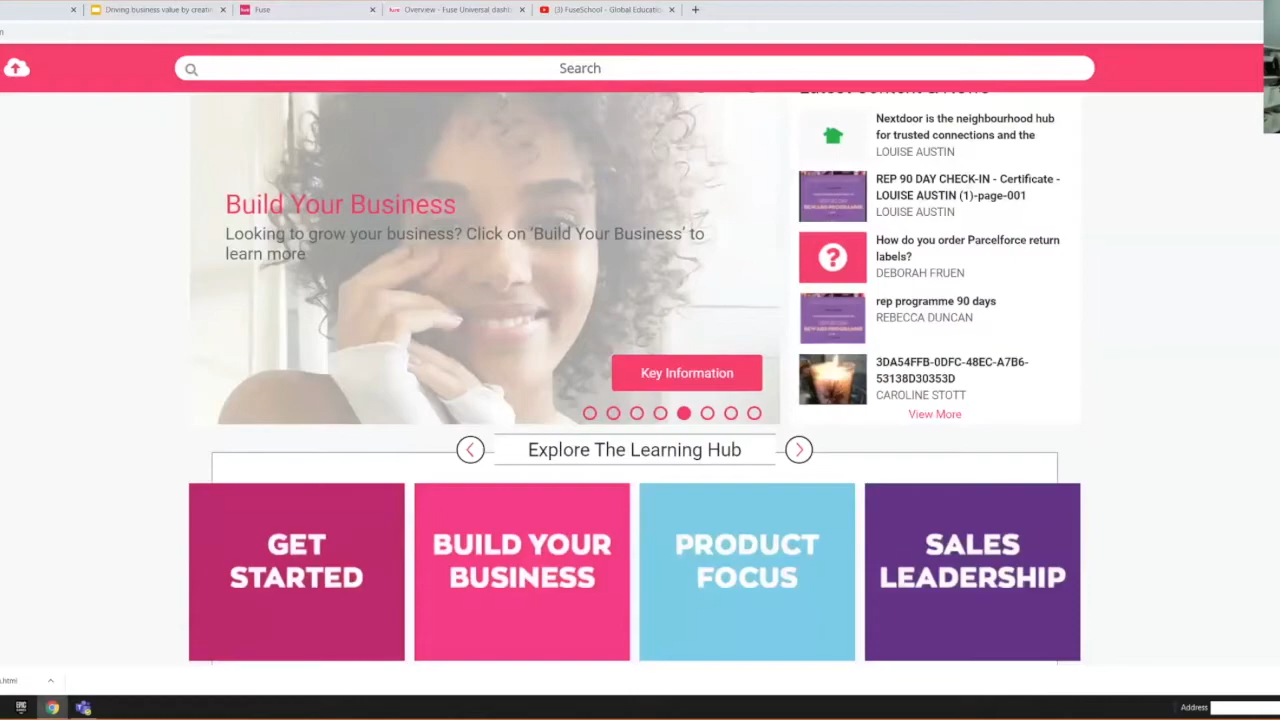 Driving business value by creati
Fuse
Overview - Fuse Universal dashb
(3) FuseSchool - Global Educatio
Search
Latest Content & News
Nextdoor is the neighbourhood hub
for trusted connections and the
LOUISE AUSTIN
REP 90 DAY CHECK-IN - Certificate -
LOUISE AUSTIN (1)-page-001
LOUISE AUSTIN
How do you order Parcelforce return
labels?
DEBORAH FRUEN
rep programme 90 days
REBECCA DUNCAN
3DA54FFB-0DFC-48EC-A7B6-
53138D30353D
CAROLINE STOTT
View More
Build Your Business
Looking to grow your business? Click on ‘Build Your Business’ to
learn more
Key Information
Explore The Learning Hub
GET
STARTED
BUILD YOUR
BUSINESS
PRODUCT
FOCUS
SALES
LEADERSHIP
.html
EPIC
Address